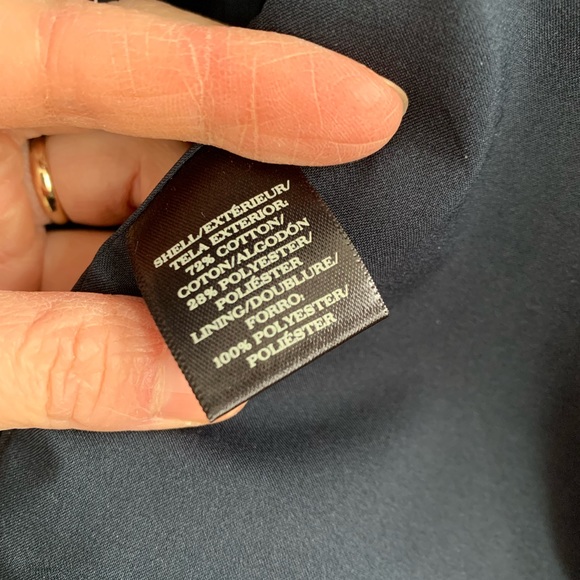 SHELL/EXTÉRIEUR/
TELA EXTERIOR:
72% COTTON/
COTON/ALGODÓN
28% POLYESTER/
POLIÉSTER
LINING/DOUBLURE/
FORRO:
100% POLYESTER/
POLIÉSTER